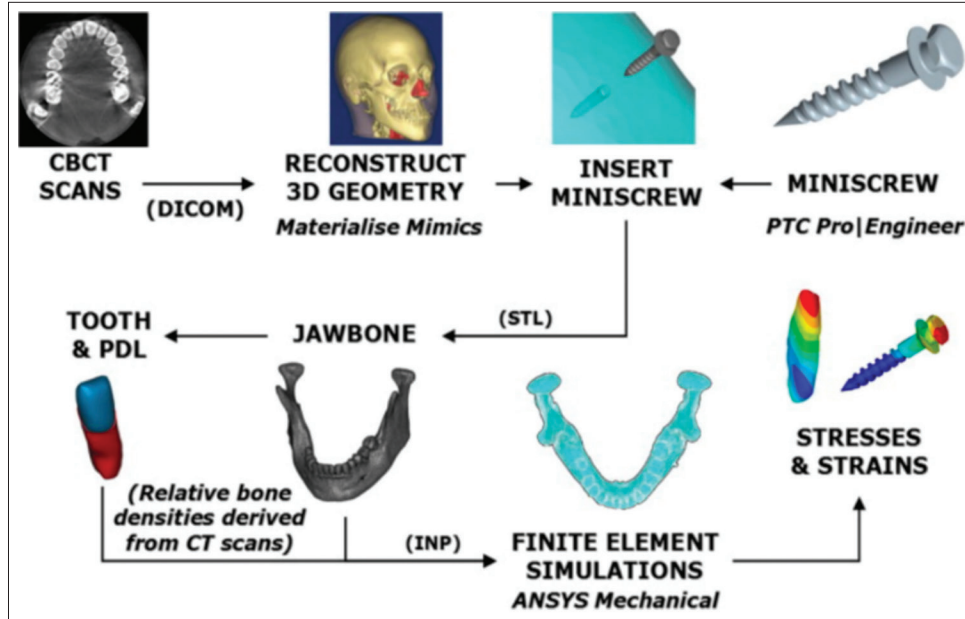 CBCT
SCANS
(DICOM)
RECONSTRUCT
3D GEOMETRY
Materialise Mimics
INSERT
MINISCREW
MINISCREW
PTC Pro|Engineer
(STL)
TOOTH
& PDL
JAWBONE
(Relative bone
densities derived
from CT scans)
(INP)
FINITE ELEMENT
SIMULATIONS
ANSYS Mechanical
STRESSES
& STRAINS